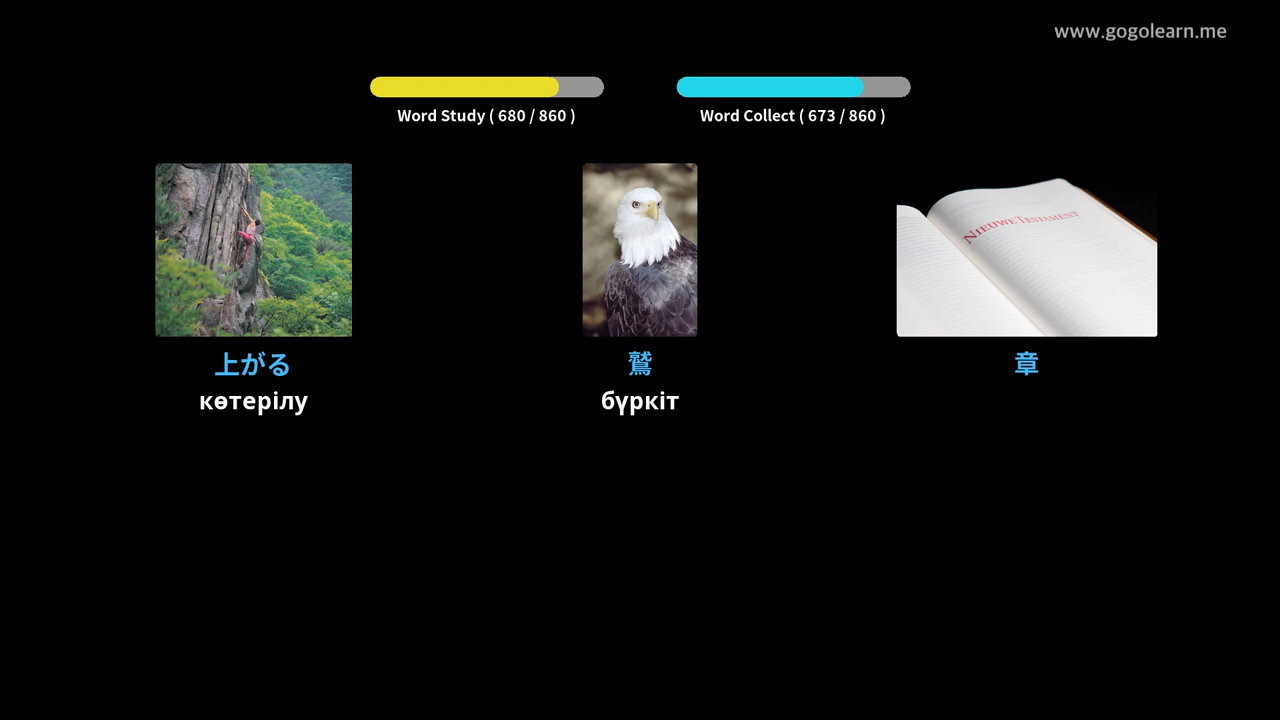 www.gogolearn.me
Word Study ( 680 / 860 )
Word Collect ( 673 / 860 )
NIEUWE TESTAMENT
上がる
көтерілу
鷲
бүркіт
章